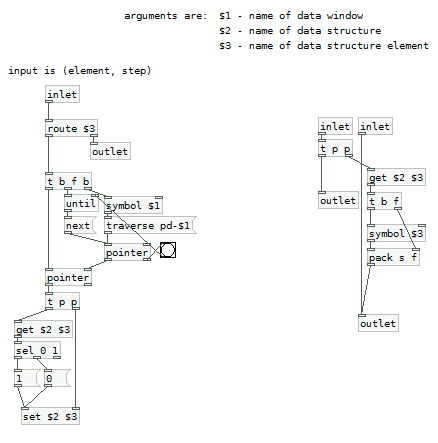 arguments are: $1 - name of data window
$2 - name of data structure
$3 - name of data structure element
input is (element, step)
inlet
route $3
outlet
t b f b
until
symbol $1
next
traverse pd-$1
pointer
pointer
t p p
get $2 $3
sel 0 1
1
0
set $2 $3
inlet
inlet
t p p
get $2 $3
outlet
t b f
symbol $3
pack s f
outlet